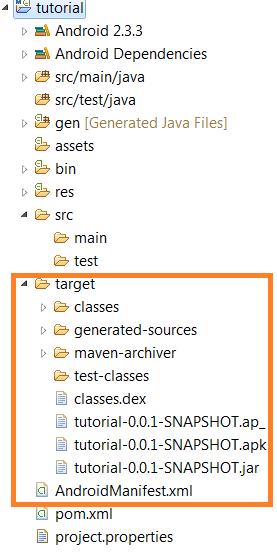 tutorial
Android 2.3.3
Android Dependencies
src/main/java
src/test/java
gen [Generated Java Files]
assets
bin
res
src
main
test
target
classes
generated-sources
maven-archiver
test-classes
classes.dex
tutorial-0.0.1-SNAPSHOT.ap_
tutorial-0.0.1-SNAPSHOT.apk
tutorial-0.0.1-SNAPSHOT.jar
AndroidManifest.xml
pom.xml
project.properties